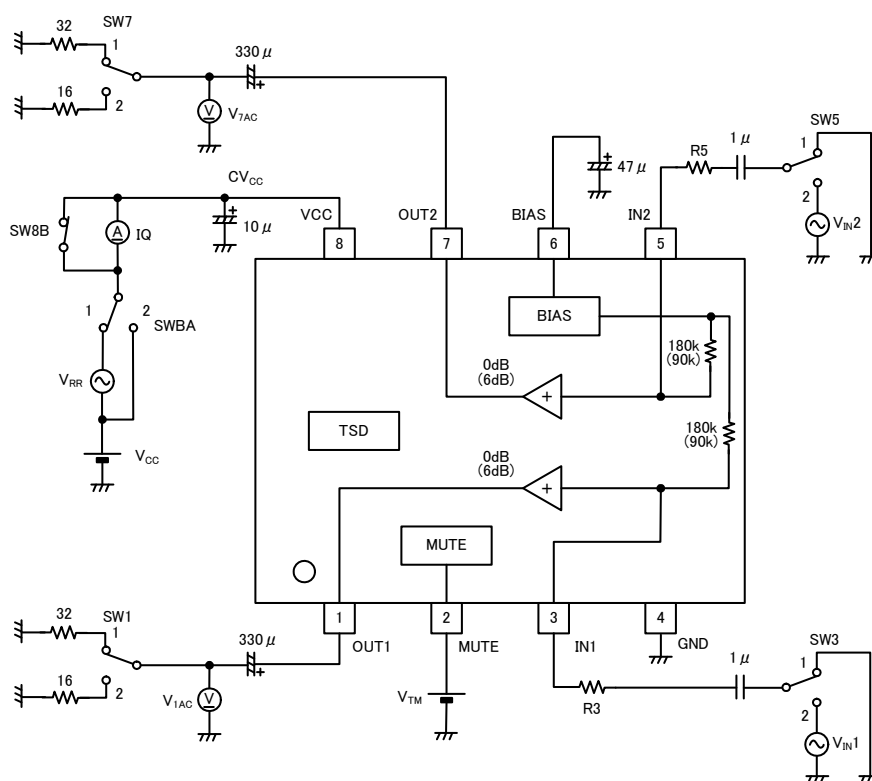 32
SW7
1
330μ
16
2
V7AC
1μ
SW5
R5
1
2
VIN2
47μ
CVCC
SW8B
A
IQ
10μ
VCC
OUT2
BIAS
IN2
8
7
6
5
1
2
SWBA
BIAS
180k
(90k)
0dB
(6dB)
+
VRR
180k
(90k)
TSD
0dB
(6dB)
+
VCC
MUTE
32
SW1
1
330μ
1
2
3
4
OUT1
MUTE
IN1
GND
16
2
V
V1AC
VTM
R3
1μ
SW3
1
2
VIN1
V
+
+
+
+